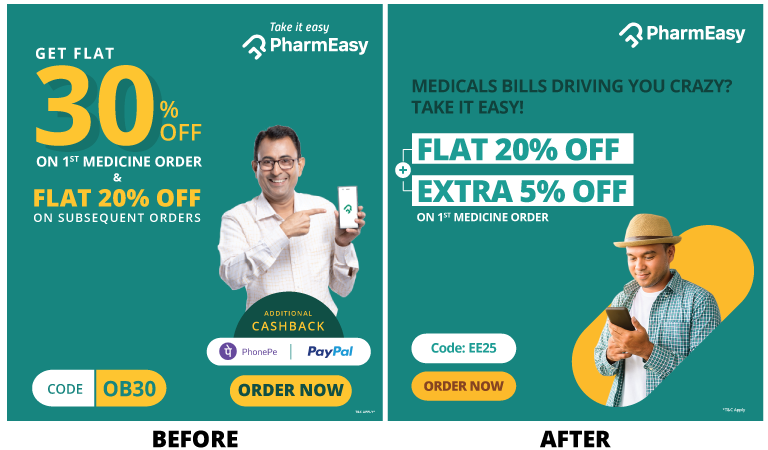 Take it easy
PharmEasy
GET FLAT
30% OFF
ON 1ST MEDICINE ORDER
&
FLAT 20% OFF
ON SUBSEQUENT ORDERS
ADDITIONAL
CASHBACK
PhonePe | PayPal
CODE OB30
ORDER NOW
T&C APPLY*
BEFORE
PharmEasy
MEDICALS BILLS DRIVING YOU CRAZY?
TAKE IT EASY!
FLAT 20% OFF
+
EXTRA 5% OFF
ON 1ST MEDICINE ORDER
Code: EE25
ORDER NOW
*T&C Apply
AFTER